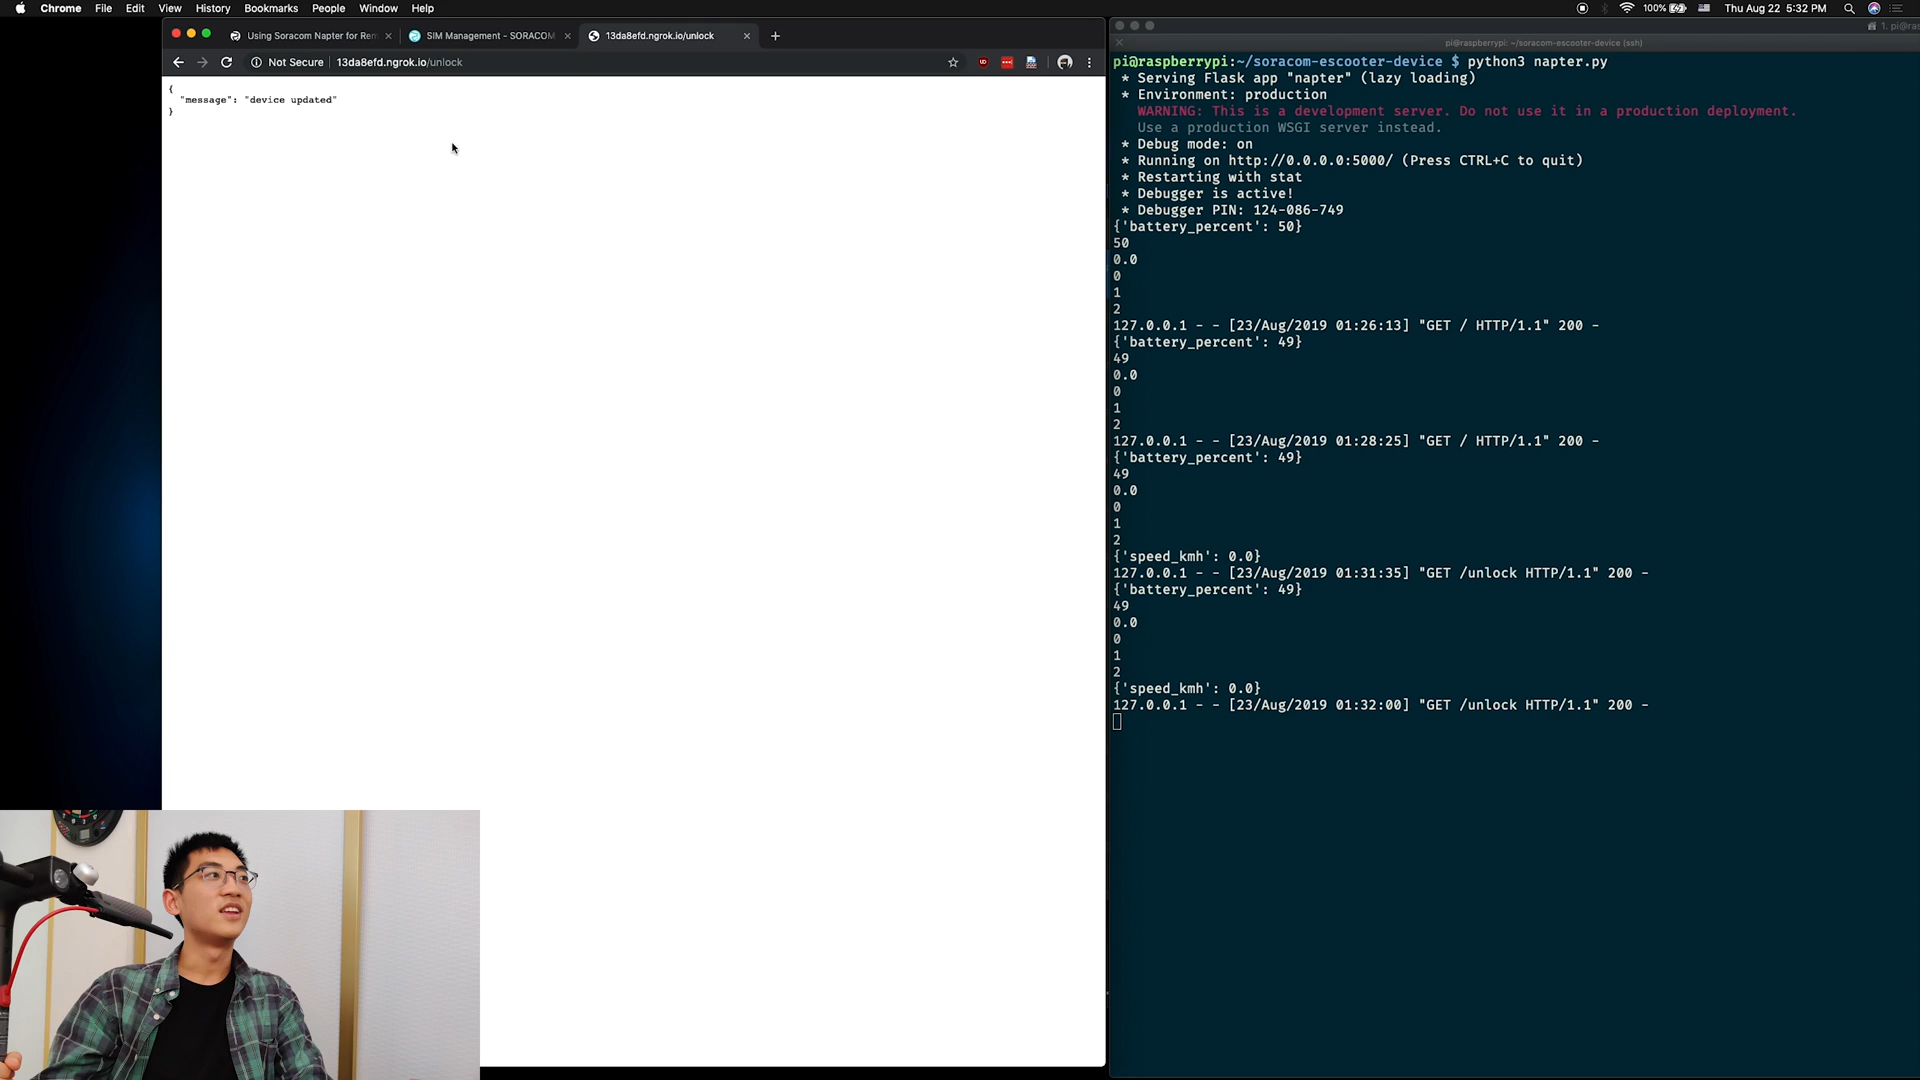 Chrome File Edit View History Bookmarks People Window Help
100% Thu Aug 22 5:32 PM
Using Soracom Napter for Rem
SIM Management - SORACOM
13da8efd.ngrok.io/unlock
Not Secure 13da8efd.ngrok.io/unlock
{
"message": "device updated"
}
1. pi@
pi@raspberrypi: ~/soracom-escooter-device (ssh)
pi@raspberrypi:~/soracom-escooter-device $ python3 napter.py
* Serving Flask app "napter" (lazy loading)
* Environment: production
WARNING: This is a development server. Do not use it in a production deployment.
Use a production WSGI server instead.
* Debug mode: on
* Running on http://0.0.0.0:5000/ (Press CTRL+C to quit)
* Restarting with stat
* Debugger is active!
* Debugger PIN: 124-086-749
{'battery_percent': 50}
50
0.0
0
1
2
127.0.0.1 - - [23/Aug/2019 01:26:13] "GET / HTTP/1.1" 200 -
{'battery_percent': 49}
49
0.0
0
1
2
127.0.0.1 - - [23/Aug/2019 01:28:25] "GET / HTTP/1.1" 200 -
{'battery_percent': 49}
49
0.0
0
1
2
{'speed_kmh': 0.0}
127.0.0.1 - - [23/Aug/2019 01:31:35] "GET /unlock HTTP/1.1" 200 -
{'battery_percent': 49}
49
0.0
0
1
2
{'speed_kmh': 0.0}
127.0.0.1 - - [23/Aug/2019 01:32:00] "GET /unlock HTTP/1.1" 200 -